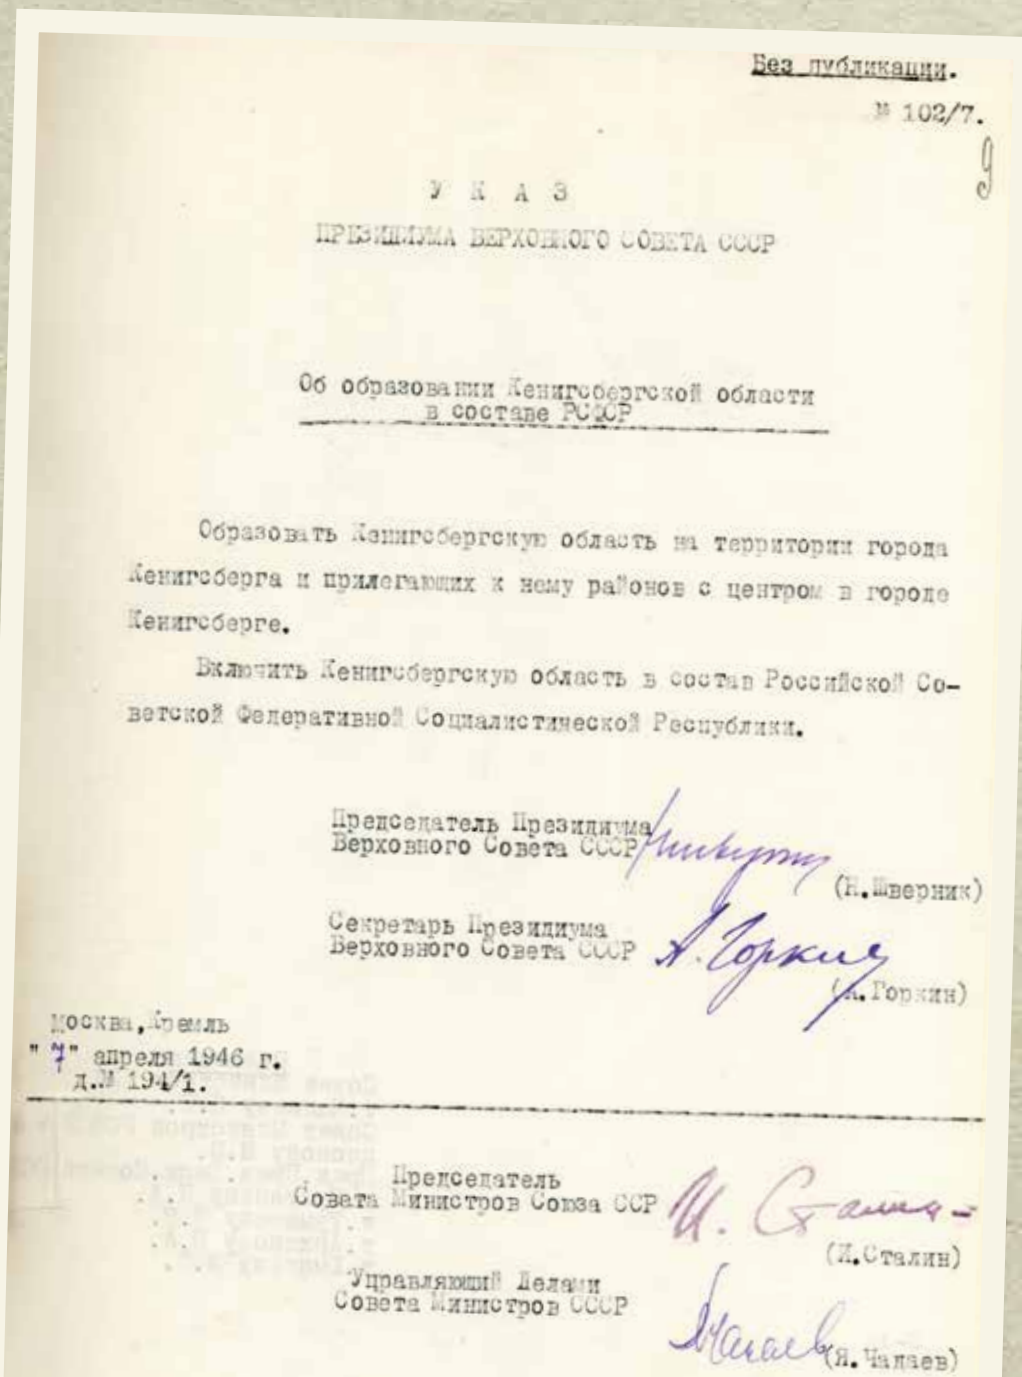 Без публикации.
№ 102/7.
9
У К А З
ПРЕЗИДИУМА ВЕРХОВНОГО СОВЕТА СССР
Об образовании Кенигсбергской области
в составе РСФСР
Образовать Кенигсбергскую область на территории города
Кенигсберга и прилегающих к нему районов с центром в городе
Кенигсберге.
Включить Кенигсбергскую область в состав Российской Со-
ветской Федеративной Социалистической Республики.
Председатель Президиума
Верховного Совета СССР
(Н.Шверник)
Секретарь Президиума
Верховного Совета СССР
А. Горкин
(А.Горкин)
Москва,Кремль
"7" апреля 1946 г.
д.№ 194/1.
Председатель
Совета Министров Союза ССР
И. Сталин
(И.Сталин)
Управляющий Делами
Совета Министров СССР
(Я.Чадаев)